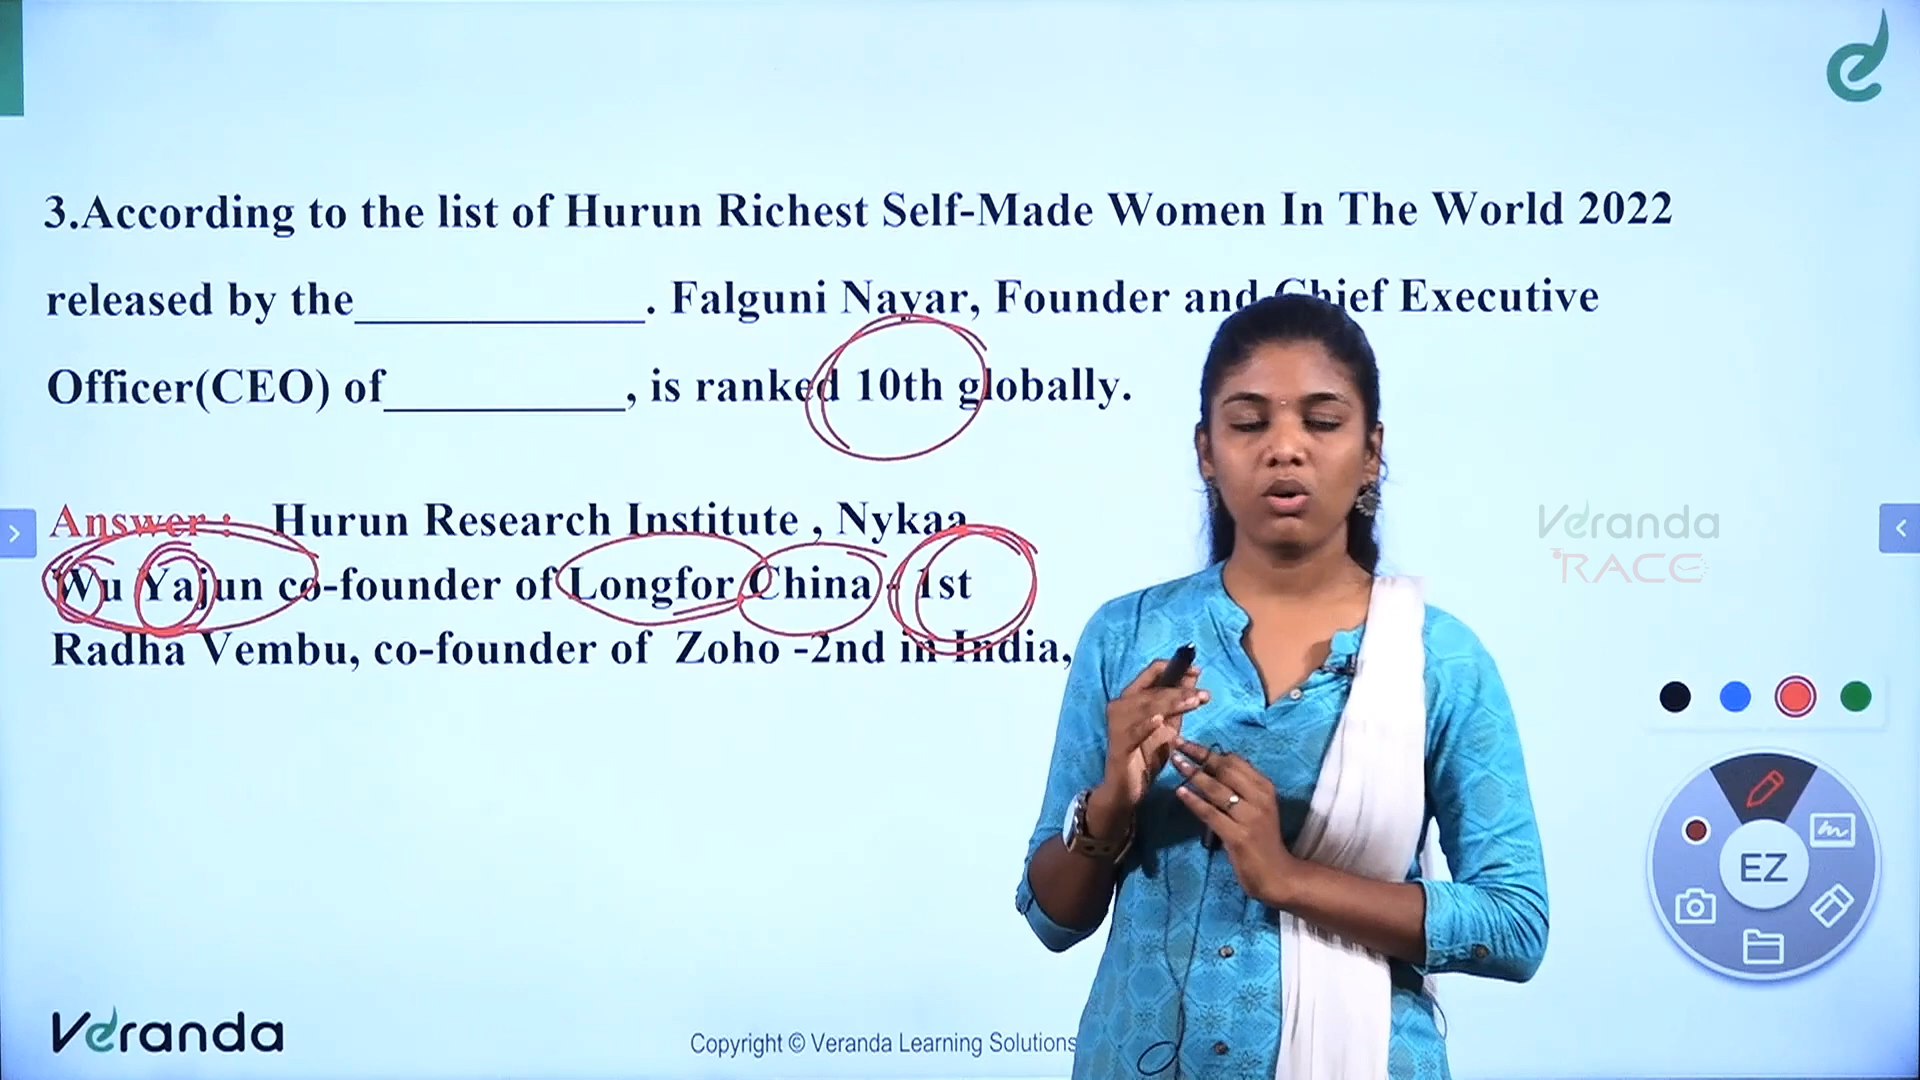 3.According to the list of Hurun Richest Self-Made Women In The World 2022
released by the____________. Falguni Nayar, Founder and Chief Executive
Officer(CEO) of__________, is ranked 10th globally.
Answer : Hurun Research Institute , Nykaa
Wu Yajun co-founder of Longfor China - 1st
Radha Vembu, co-founder of Zoho -2nd in India,
Veranda
RACE
EZ
Veranda
Copyright © Veranda Learning Solutions